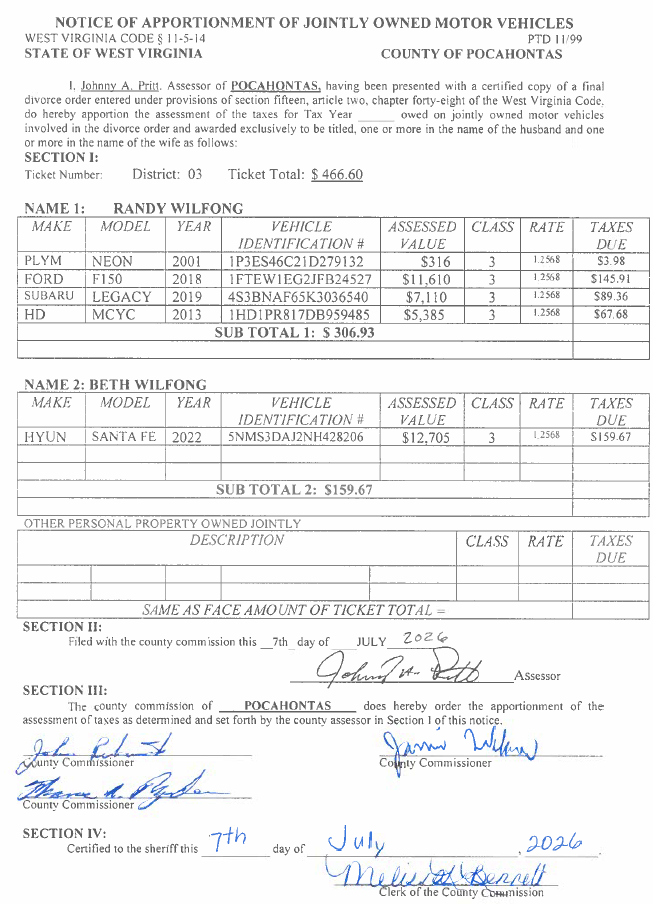 NOTICE OF APPORTIONMENT OF JOINTLY OWNED MOTOR VEHICLES
WEST VIRGINIA CODE § 11-5-14 PTD 11/99
STATE OF WEST VIRGINIA COUNTY OF POCAHONTAS
I, Johnny A. Pritt, Assessor of POCAHONTAS, having been presented with a certified copy of a final
divorce order entered under provisions of section fifteen, article two, chapter forty-eight of the West Virginia Code,
do hereby apportion the assessment of the taxes for Tax Year ______ owed on jointly owned motor vehicles
involved in the divorce order and awarded exclusively to be titled, one or more in the name of the husband and one
or more in the name of the wife as follows:
SECTION I:
Ticket Number: District: 03 Ticket Total: $ 466.60
NAME 1: RANDY WILFONG
MAKE MODEL YEAR VEHICLE IDENTIFICATION # ASSESSED VALUE CLASS RATE TAXES DUE
PLYM NEON 2001 1P3ES46C21D279132 $316 3 1.2568 $3.98
FORD F150 2018 1FTEW1EG2JFB24527 $11,610 3 1.2568 $145.91
SUBARU LEGACY 2019 4S3BNAF65K3036540 $7,110 3 1.2568 $89.36
HD MCYC 2013 1HD1PR817DB959485 $5,385 3 1.2568 $67.68
SUB TOTAL 1: $ 306.93
NAME 2: BETH WILFONG
MAKE MODEL YEAR VEHICLE IDENTIFICATION # ASSESSED VALUE CLASS RATE TAXES DUE
HYUN SANTA FE 2022 5NMS3DAJ2NH428206 $12,705 3 1.2568 $159.67
SUB TOTAL 2: $159.67
OTHER PERSONAL PROPERTY OWNED JOINTLY
DESCRIPTION CLASS RATE TAXES DUE
SAME AS FACE AMOUNT OF TICKET TOTAL =
SECTION II:
Filed with the county commission this __7th day of JULY 2026
Johnny A. Pritt Assessor
SECTION III:
The county commission of POCAHONTAS does hereby order the apportionment of the
assessment of taxes as determined and set forth by the county assessor in Section 1 of this notice.
John
County Commissioner County Commissioner
County Commissioner
SECTION IV:
Certified to the sheriff this 7th day of July, 2026.
Bennett
Clerk of the County Commission